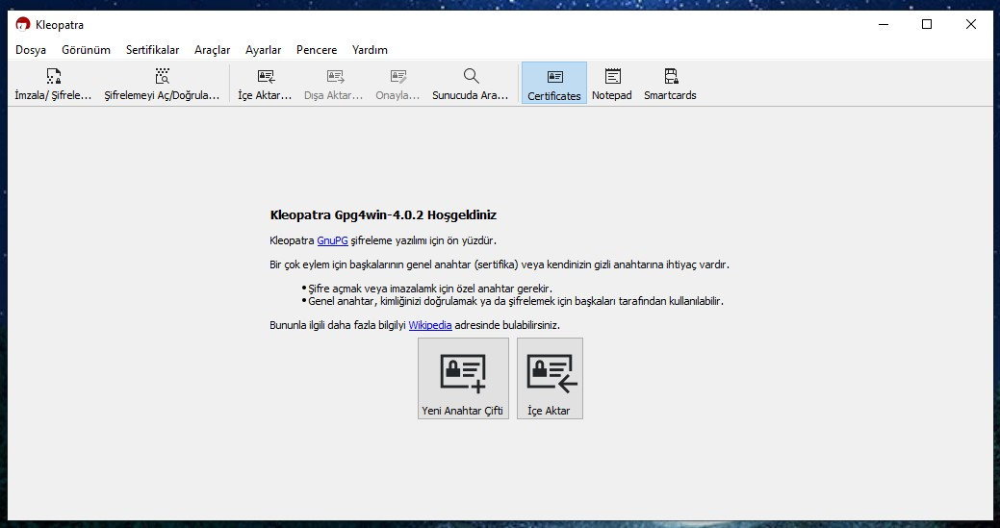 Kleopatra
Dosya Görünüm Sertifikalar Araçlar Ayarlar Pencere Yardım
İmzala/ Şifrele... Şifrelemeyi Aç/Doğrula... İçe Aktar... Dışa Aktar... Onayla... Sunucuda Ara... Certificates Notepad Smartcards
Kleopatra Gpg4win-4.0.2 Hoşgeldiniz
Kleopatra GnuPG şifreleme yazılımı için ön yüzdür.
Bir çok eylem için başkalarının genel anahtar (sertifika) veya kendinizin gizli anahtarına ihtiyaç vardır.
•Şifre açmak veya imazalamk için özel anahtar gerekir.
•Genel anahtar, kimliğinizi doğrulamak ya da şifrelemek için başkaları tarafından kullanılabilir.
Bununla ilgili daha fazla bilgilyi Wikipedia adresinde bulabilirsiniz.
Yeni Anahtar Çifti İçe Aktar